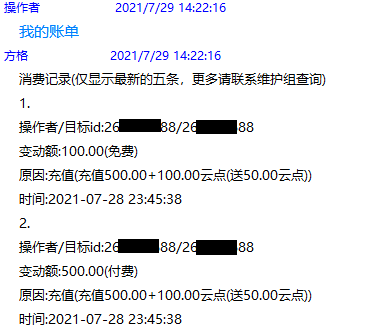 操作者 2021/7/29 14:22:16
我的账单
方格 2021/7/29 14:22:16
消费记录(仅显示最新的五条，更多请联系维护组查询)
1.
操作者/目标id:26 88/26 88
变动额:100.00(免费)
原因:充值(充值500.00+100.00云点(送50.00云点))
时间:2021-07-28 23:45:38
2.
操作者/目标id:26 88/26 88
变动额:500.00(付费)
原因:充值(充值500.00+100.00云点(送50.00云点))
时间:2021-07-28 23:45:38